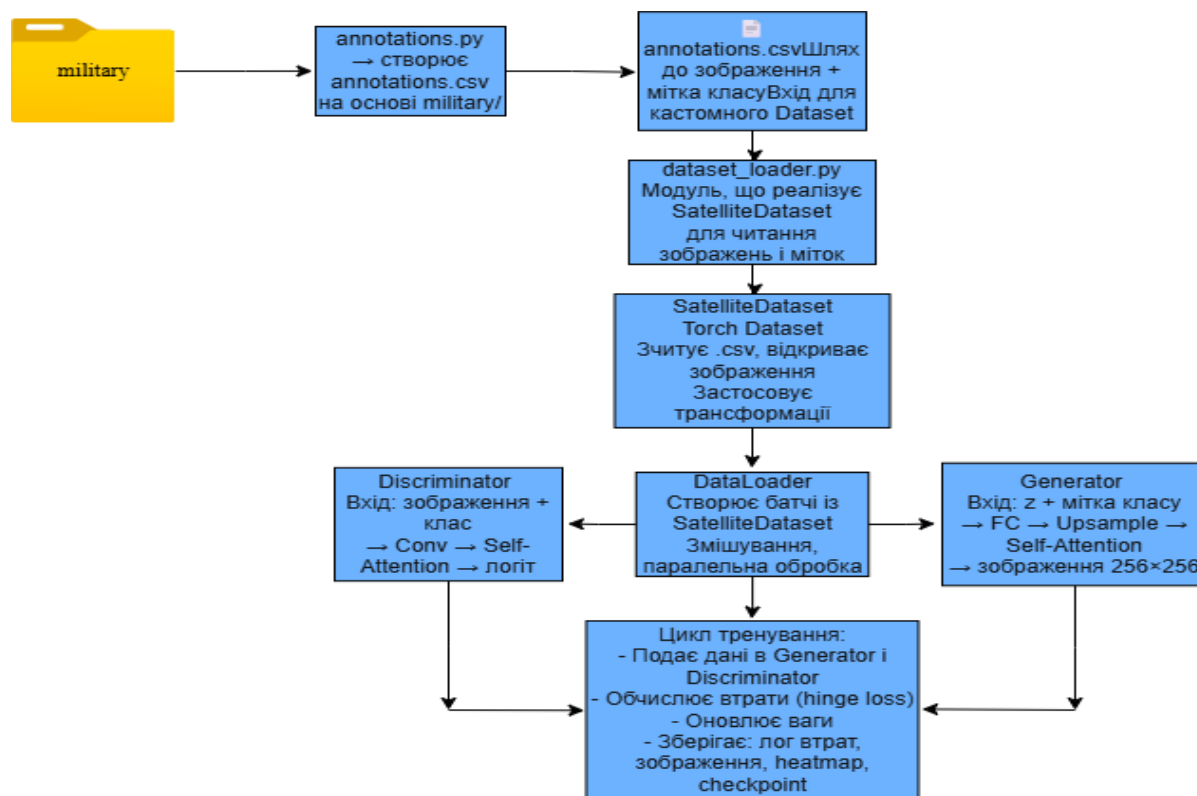 military
annotations.py
→ створює
annotations.csv
на основі military/
annotations.csvШлях
до зображення +
мітка класуВхід для
кастомного Dataset
dataset_loader.py
Модуль, що реалізує
SatelliteDataset
для читання
зображень і міток
SatelliteDataset
Torch Dataset
Зчитує .csv, відкриває
зображення
Застосовує
трансформації
Discriminator
Вхід: зображення +
клас
→ Conv → Self-
Attention → логіт
DataLoader
Створює батчі із
SatelliteDataset
Змішування,
паралельна обробка
Generator
Вхід: z + мітка класу
→ FC → Upsample →
Self-Attention
→ зображення 256×256
Цикл тренування:
- Подає дані в Generator і
Discriminator
- Обчислює втрати (hinge loss)
- Оновлює ваги
- Зберігає: лог втрат,
зображення, heatmap,
checkpoint